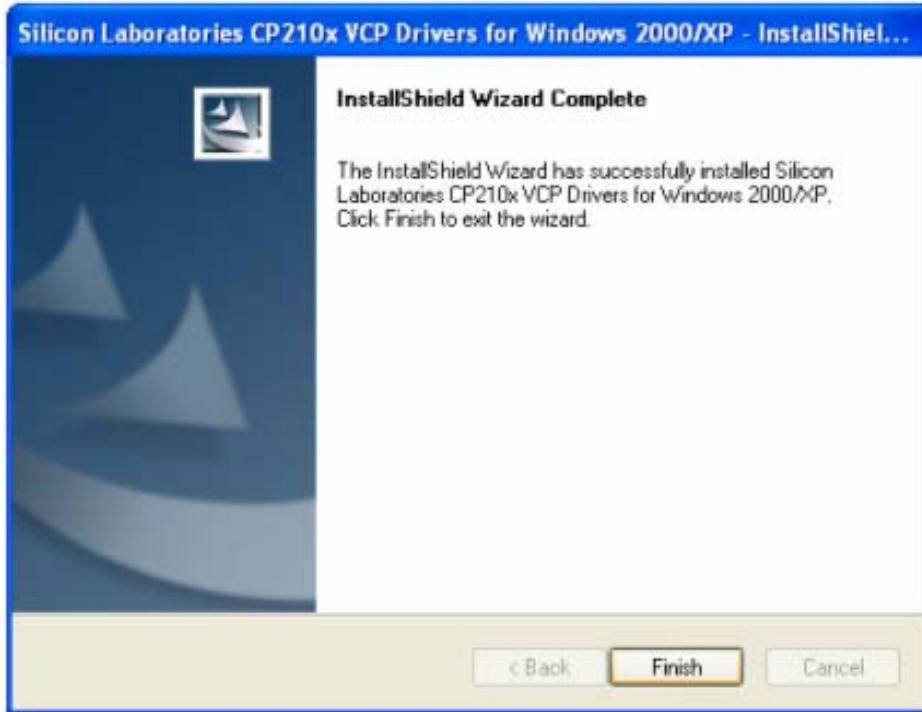 Silicon Laboratories CP210x VCP Drivers for Windows 2000/XP - InstallShiel...
InstallShield Wizard Complete
The InstallShield Wizard has successfully installed Silicon
Laboratories CP210x VCP Drivers for Windows 2000/XP.
Click Finish to exit the wizard.
< Back
Finish
Cancel